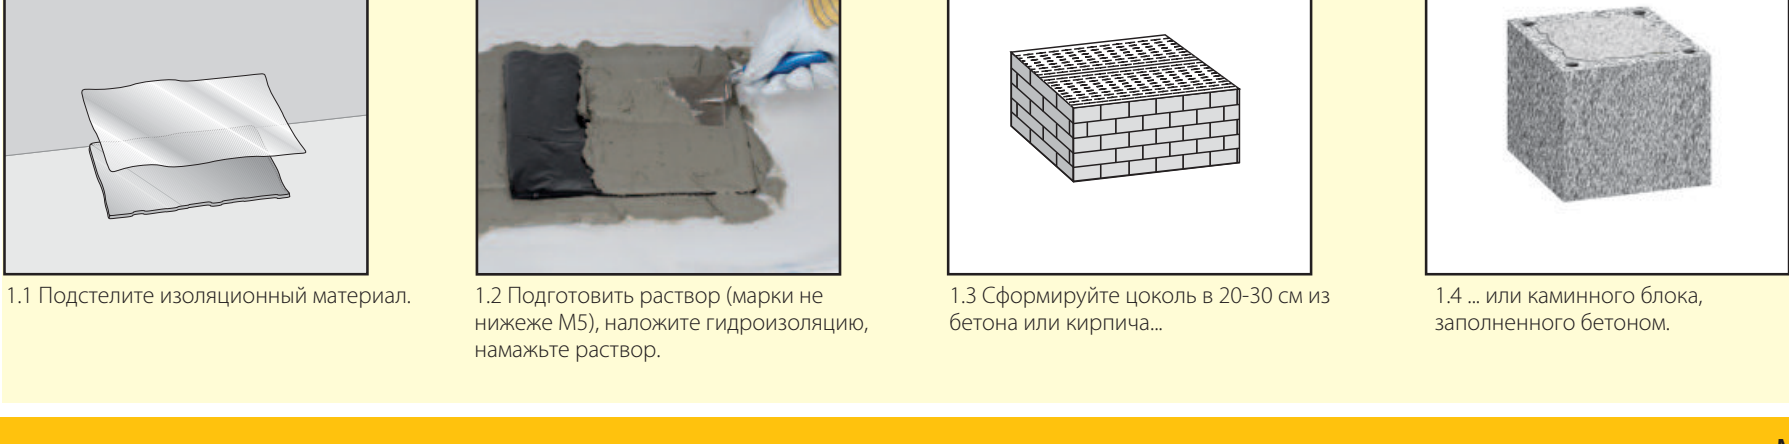 1.1 Подстелите изоляционный материал.
1.2 Подготовить раствор (марки не
нижеже М5), наложите гидроизоляцию,
намажьте раствор.
1.3 Сформируйте цоколь в 20-30 см из
бетона или кирпича...
1.4 ... или каминного блока,
заполненного бетоном.